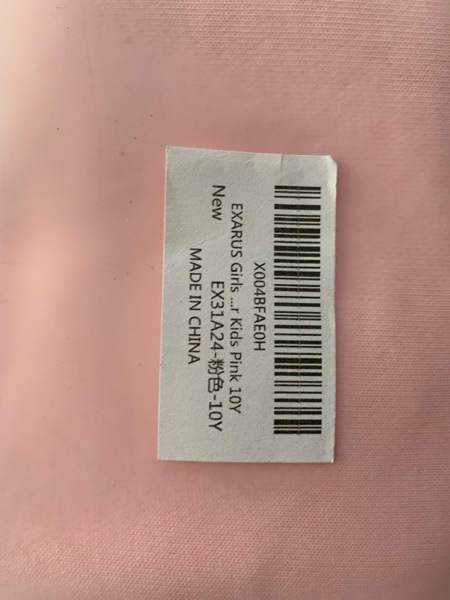 X004BFAE0H
EXARUS Girls ...r Kids Pink 10Y
New
EX31A24-粉色-10Y
MADE IN CHINA